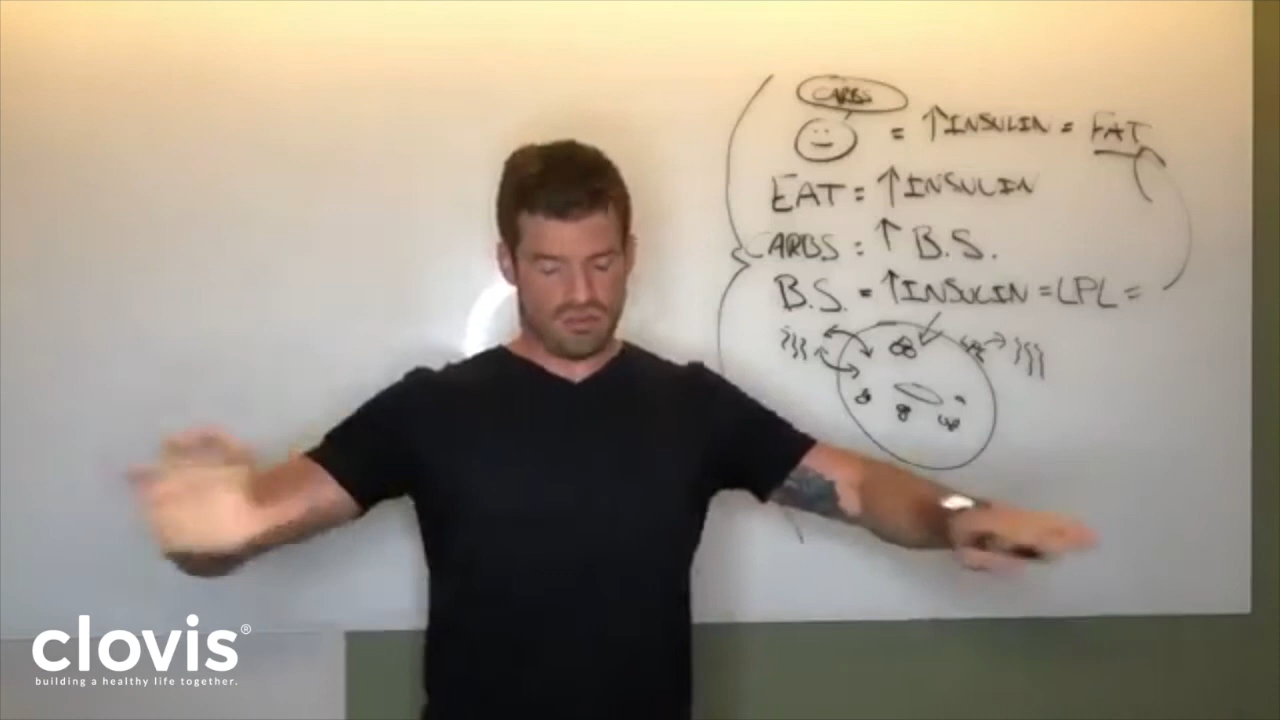 CARBS
= ↑INSULIN = FAT
EAT = ↑INSULIN
CARBS = ↑ B.S.
B.S. = ↑INSULIN = LPL =
clovis®
building a healthy life together.